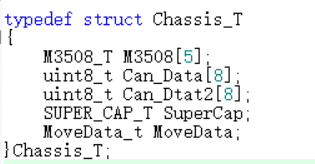 typedef struct Chassis_T
{
M3508_T M3508[5];
uint8_t Can_Data[8];
uint8_t Can_Dtat2[8];
SUPER_CAP_T SuperCap;
MoveData_t MoveData;
}Chassis_T;